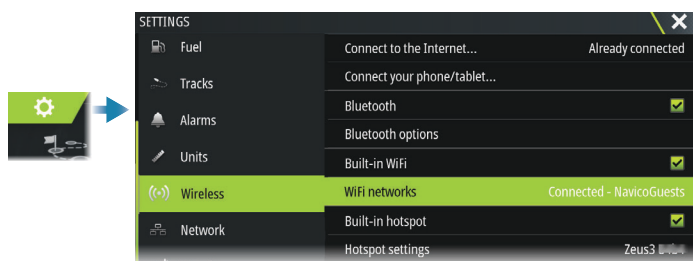 SETTINGS
Fuel
Tracks
Alarms
Units
Wireless
Network
Connect to the Internet... Already connected
Connect your phone/tablet...
Bluetooth
Bluetooth options
Built-in WiFi
WiFi networks Connected - NavicoGuests
Built-in hotspot
Hotspot settings Zeus3